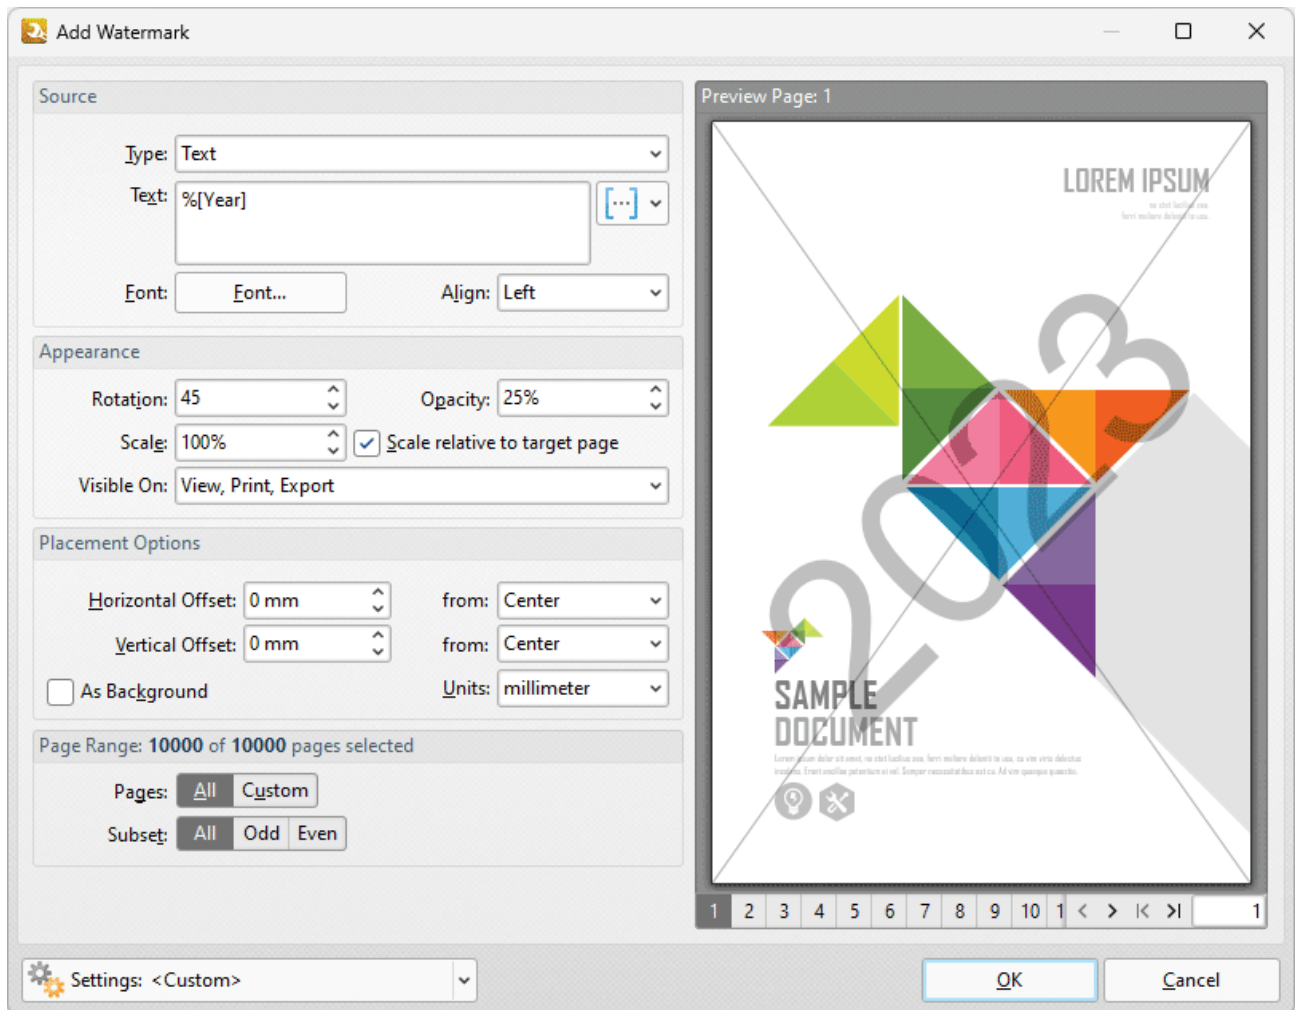 Add Watermark
Source
Type: Text
Text: %[Year]
Font: Font... Align: Left
Appearance
Rotation: 45 Opacity: 25%
Scale: 100% Scale relative to target page
Visible On: View, Print, Export
Placement Options
Horizontal Offset: 0 mm from: Center
Vertical Offset: 0 mm from: Center
As Background Units: millimeter
Page Range: 10000 of 10000 pages selected
Pages: All Custom
Subset: All Odd Even
Preview Page: 1
LOREM IPSUM
2023
SAMPLE
DOCUMENT
1 2 3 4 5 6 7 8 9 10 1 1
Settings: <Custom> OK Cancel